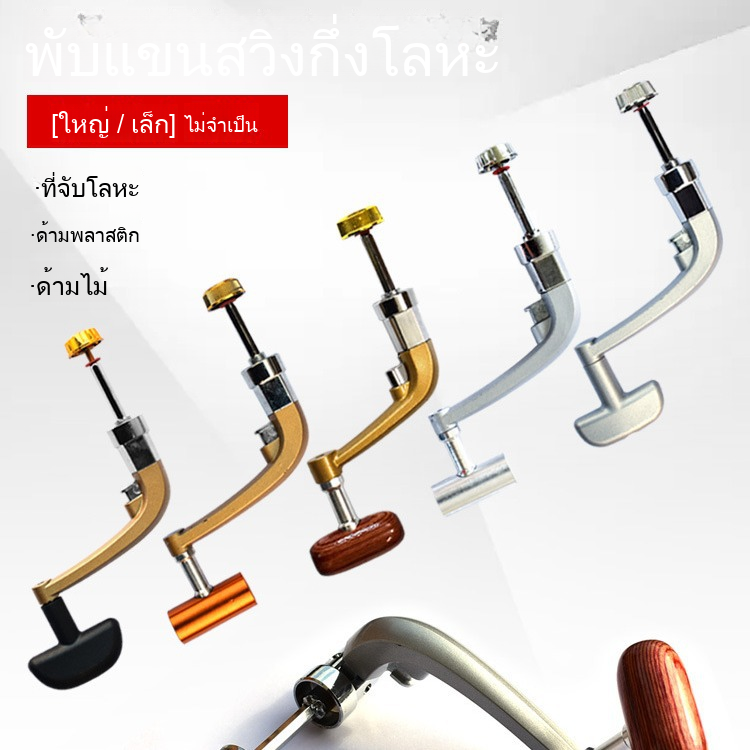 พับแขนสวิงกึ่งโลหะ
[ใหญ่ / เล็ก] ไม่จำเป็น
·ที่จับโลหะ
·ด้ามพลาสติก
·ด้ามไม้